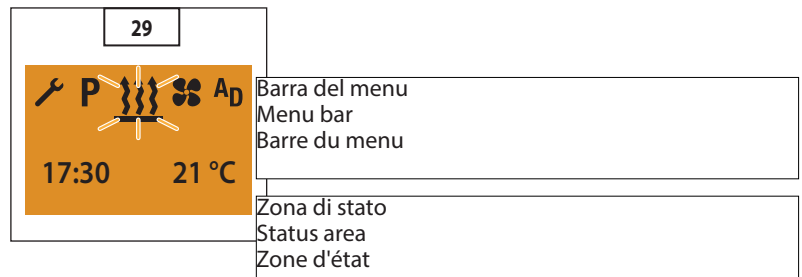 29
P AD
Barra del menu
Menu bar
Barre du menu
17:30 21 °C
Zona di stato
Status area
Zone d'état